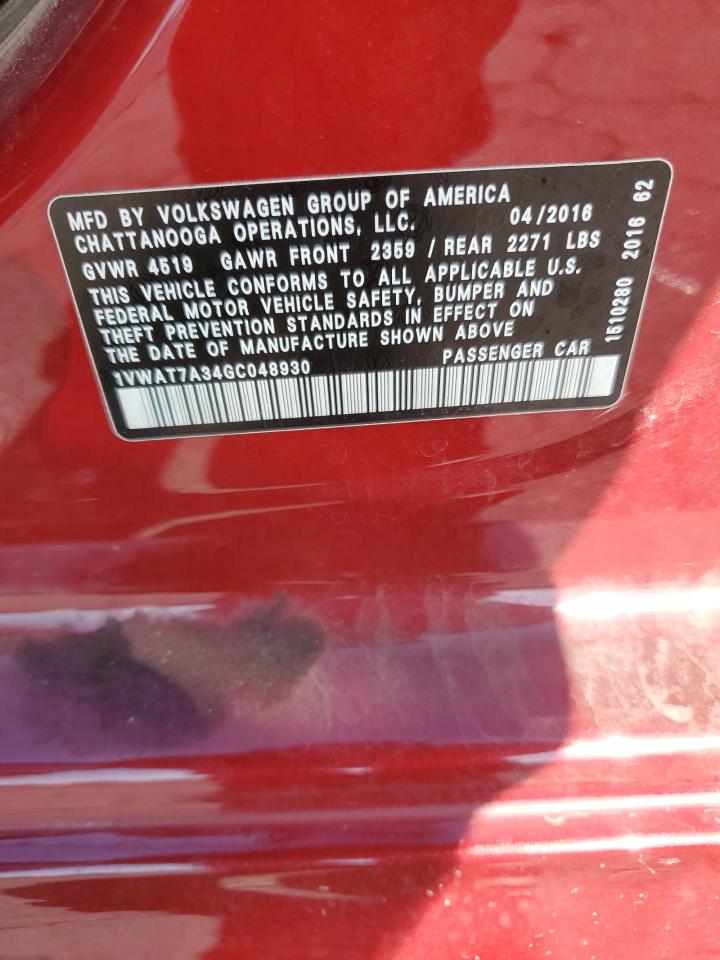 MFD BY VOLKSWAGEN GROUP OF AMERICA
CHATTANOOGA OPERATIONS, LLC. 04/2016
GVWR 4519 GAWR FRONT 2359 / REAR 2271 LBS
THIS VEHICLE CONFORMS TO ALL APPLICABLE U.S.
FEDERAL MOTOR VEHICLE SAFETY, BUMPER AND
THEFT PREVENTION STANDARDS IN EFFECT ON
THE DATE OF MANUFACTURE SHOWN ABOVE
1VWAT7A34GC048930 PASSENGER CAR
1510280 2016 62